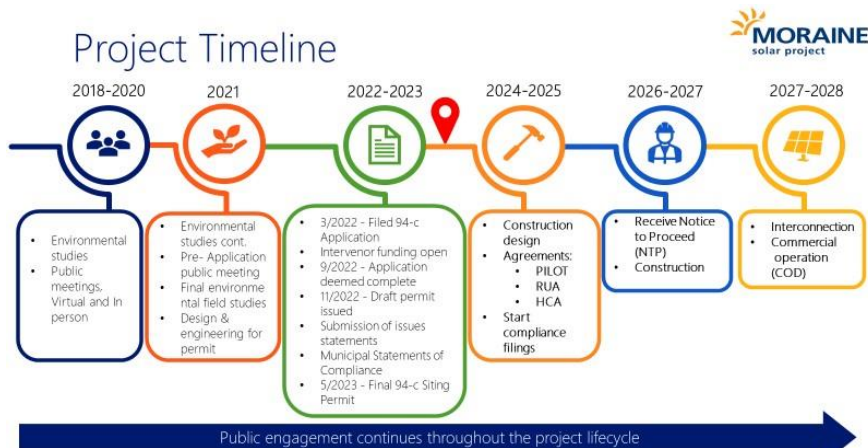 Project Timeline
MORAINE
solar project
2018-2020
2021
2022-2023
2024-2025
2026-2027
2027-2028
• Environmental
studies
• Public
meetings,
Virtual and In
person
• Environmental
studies cont.
• Pre- Application
public meeting
• Final environme
ntal field studies
• Design &
engineering for
permit
• 3/2022 - Filed 94-c
Application
• Intervenor funding open
• 9/2022 - Application
deemed complete
• 11/2022 - Draft permit
issued
• Submission of issues
statements
• Municipal Statements of
Compliance
• 5/2023 - Final 94-c Siting
Permit
• Construction
design
• Agreements:
• PILOT
• RUA
• HCA
• Start
compliance
filings
• Receive Notice
to Proceed
(NTP)
• Construction
• Interconnection
• Commercial
operation
(COD)
Public engagement continues throughout the project lifecycle